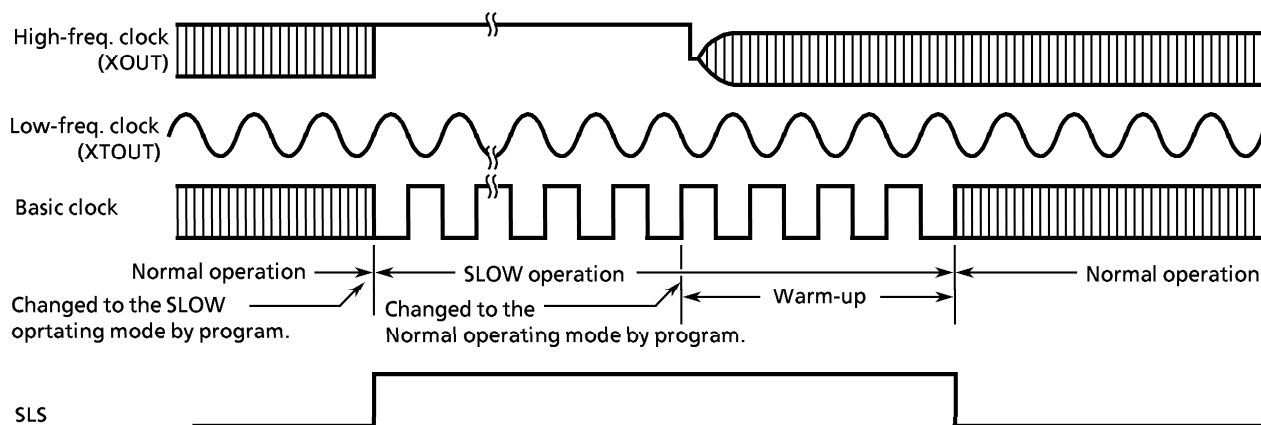 High-freq. clock
(XOUT)
Low-freq. clock
(XTOUT)
Basic clock
Normal operation
SLOW operation
Normal operation
Changed to the SLOW
oprtating mode by program.
Changed to the
Normal operating mode by program.
Warm-up
SLS